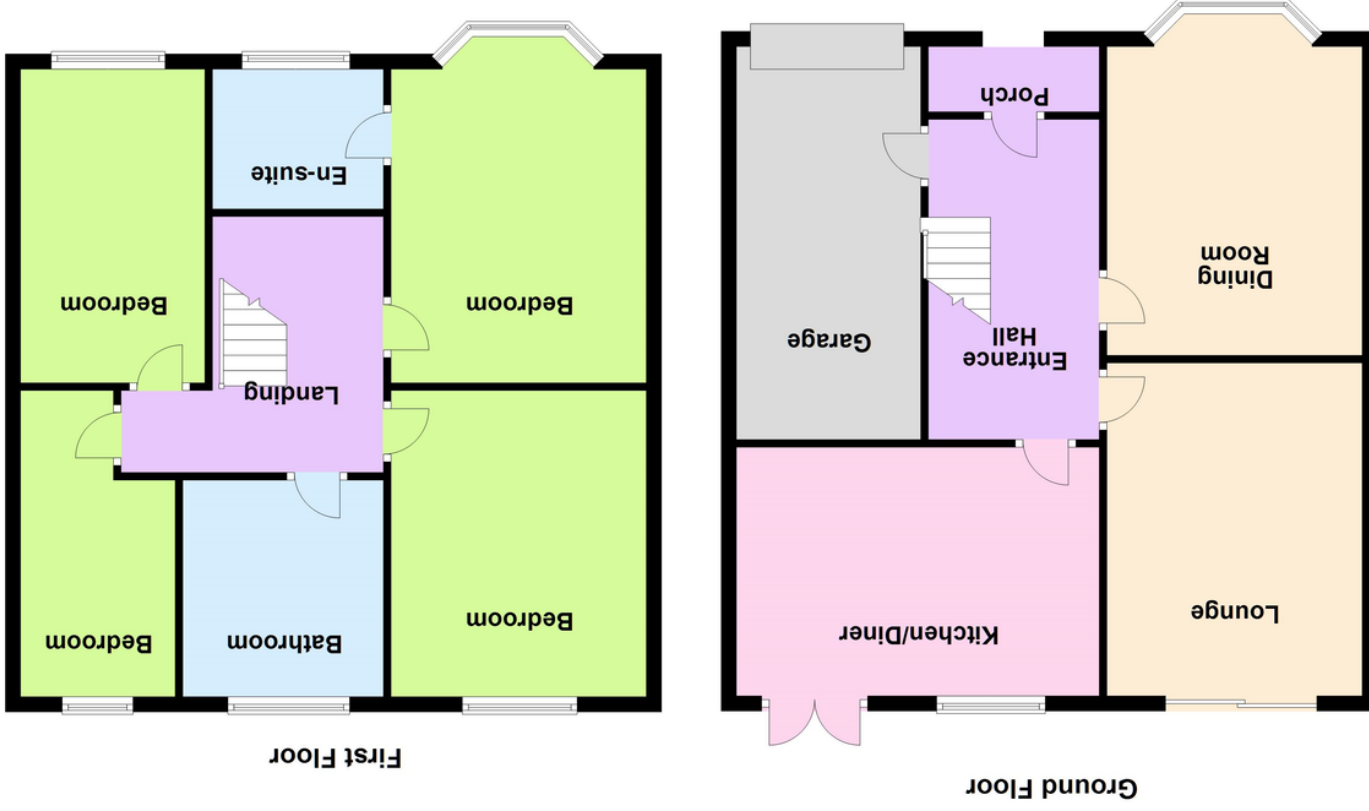 Ground Floor
Lounge
Kitchen/Diner
Entrance
Hall
Garage
Dining
Room
Porch
First Floor
Bedroom
Bathroom
Bedroom
Landing
Bedroom
Bedroom
En-suite